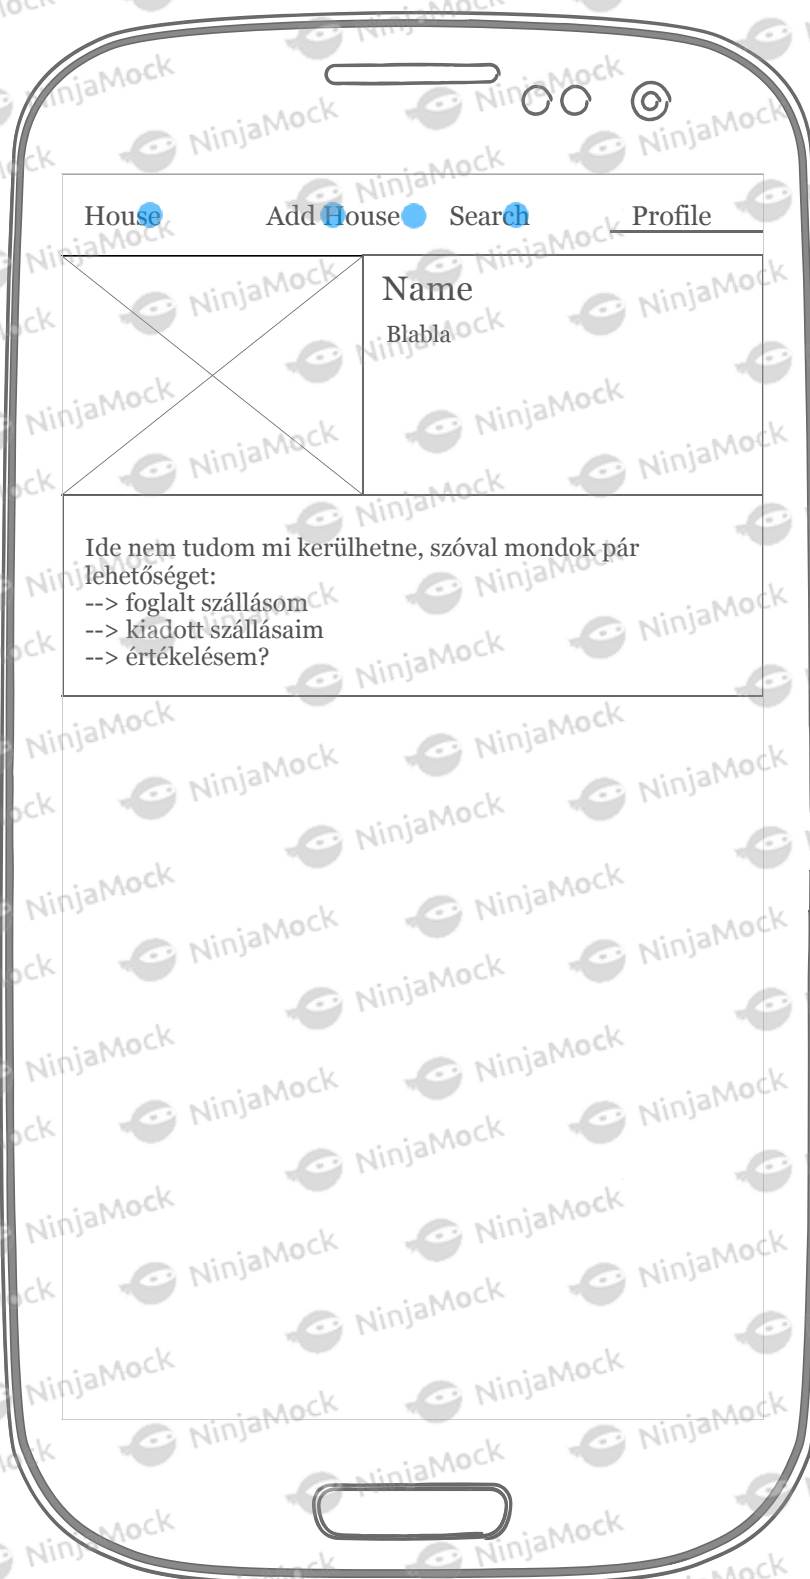 House Add House Search Profile
Name
Blabla
Ide nem tudom mi kerülhetne, szóval mondok pár
lehetőséget:
--> foglalt szállásom
--> kiadott szállásaim
--> értékelésem?
NinjaMock